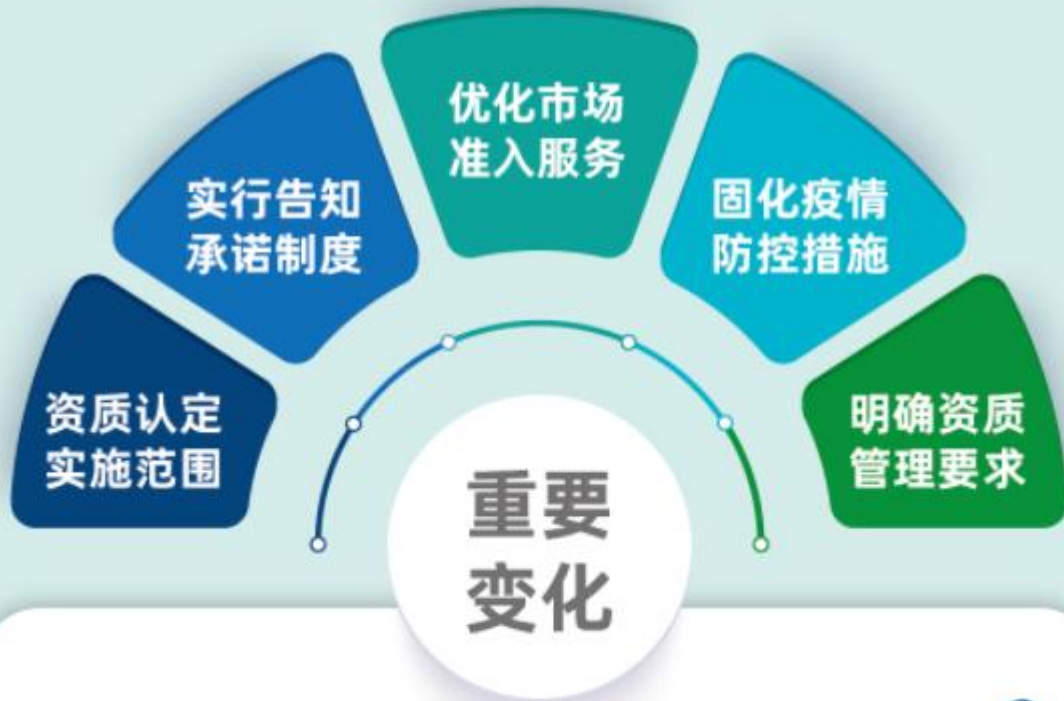 资质认定
实施范围
实行告知
承诺制度
优化市场
准入服务
固化疫情
防控措施
明确资质
管理要求
重要
变化